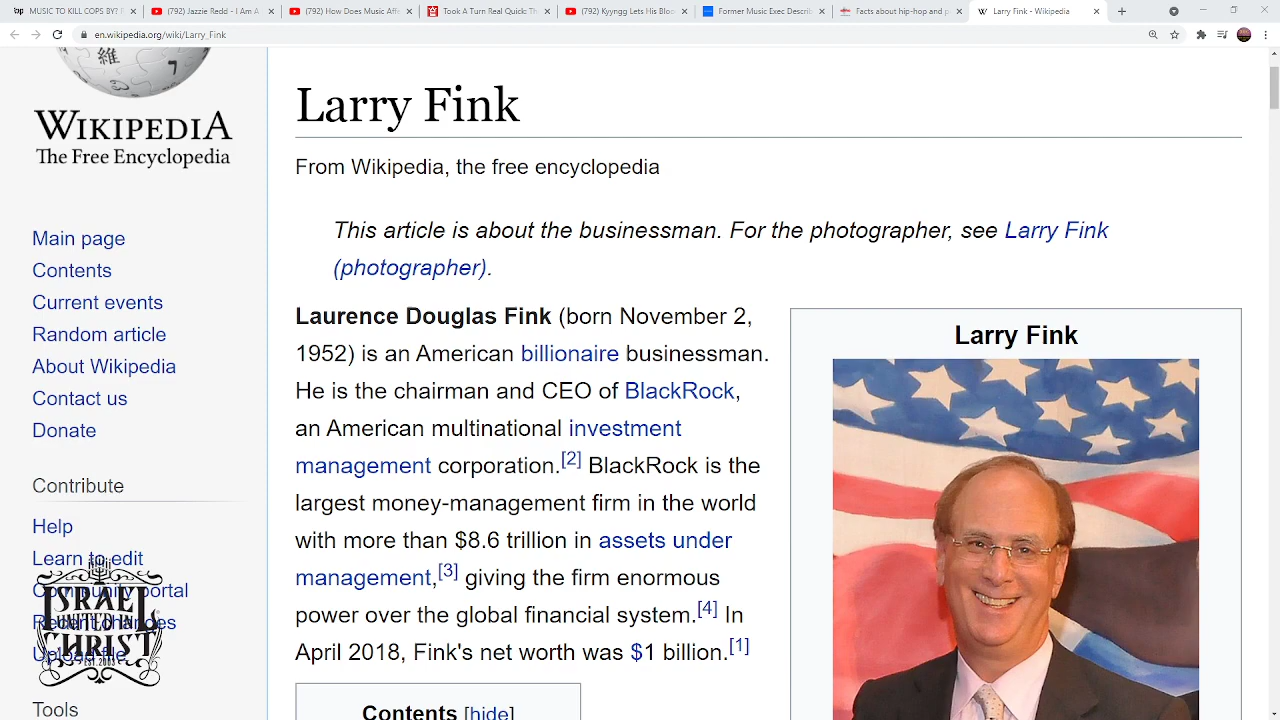 MUSIC TO KILL COPS BY?
(792) Jazzie Redd - I Am A
(792) How Does Music Affe
Took A Turn Real Quick: Th
(792) Kyyngg Lets His Bloo
Former Music Exec Describ
Facts about hip-hop and p
Larry Fink - Wikipedia
en.wikipedia.org/wiki/Larry_Fink
WIKIPEDIA
The Free Encyclopedia
Main page
Contents
Current events
Random article
About Wikipedia
Contact us
Donate
Contribute
Help
Learn to edit
Community portal
Recent changes
Upload file
Tools
ISRAEL
UNITED IN
CHRIST
EST. 2003
Larry Fink
From Wikipedia, the free encyclopedia
This article is about the businessman. For the photographer, see Larry Fink
(photographer).
Laurence Douglas Fink (born November 2,
1952) is an American billionaire businessman.
He is the chairman and CEO of BlackRock,
an American multinational investment
management corporation.[2] BlackRock is the
largest money-management firm in the world
with more than $8.6 trillion in assets under
management,[3] giving the firm enormous
power over the global financial system.[4] In
April 2018, Fink's net worth was $1 billion.[1]
Contents [hide]
Larry Fink